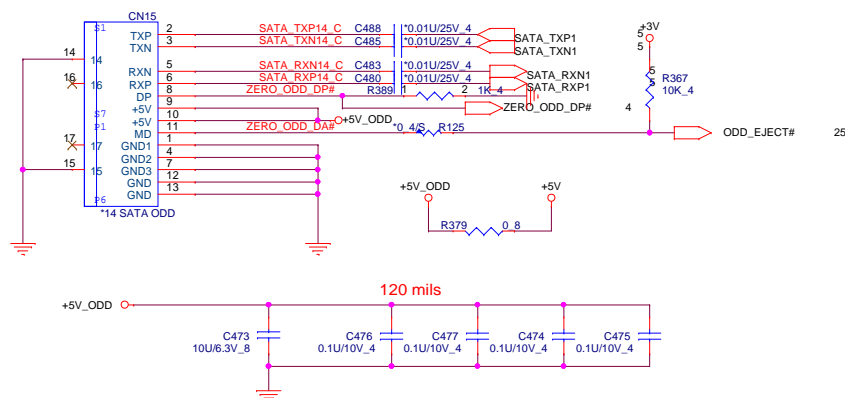 CN15
S1
TXP 2 SATA_TXP14_C C488 *0.01U/25V_4 SATA_TXP1 5
TXN 3 SATA_TXN14_C C485 *0.01U/25V_4 SATA_TXN1 5
+3V
14 14
RXN 5 SATA_RXN14_C C483 *0.01U/25V_4 SATA_RXN1 5
16 16 RXP 6 SATA_RXP14_C C480 *0.01U/25V_4 SATA_RXP1 5
R367
10K_4
DP 8 ZERO_ODD_DP# R389 1 2 1K_4
+5V 9 ZERO_ODD_DP# 4
S7 +5V 10 +5V_ODD
P1 MD 11 ZERO_ODD_DA# *0_4/S R125 ODD_EJECT# 25
17 17 GND1 1
GND2 4
15 15 GND3 7
GND 12
P6 GND 13
*14 SATA ODD
+5V_ODD +5V
R379 0_8
120 mils
+5V_ODD
C473 C476 C477 C474 C475
10U/6.3V_8 0.1U/10V_4 0.1U/10V_4 0.1U/10V_4 0.1U/10V_4